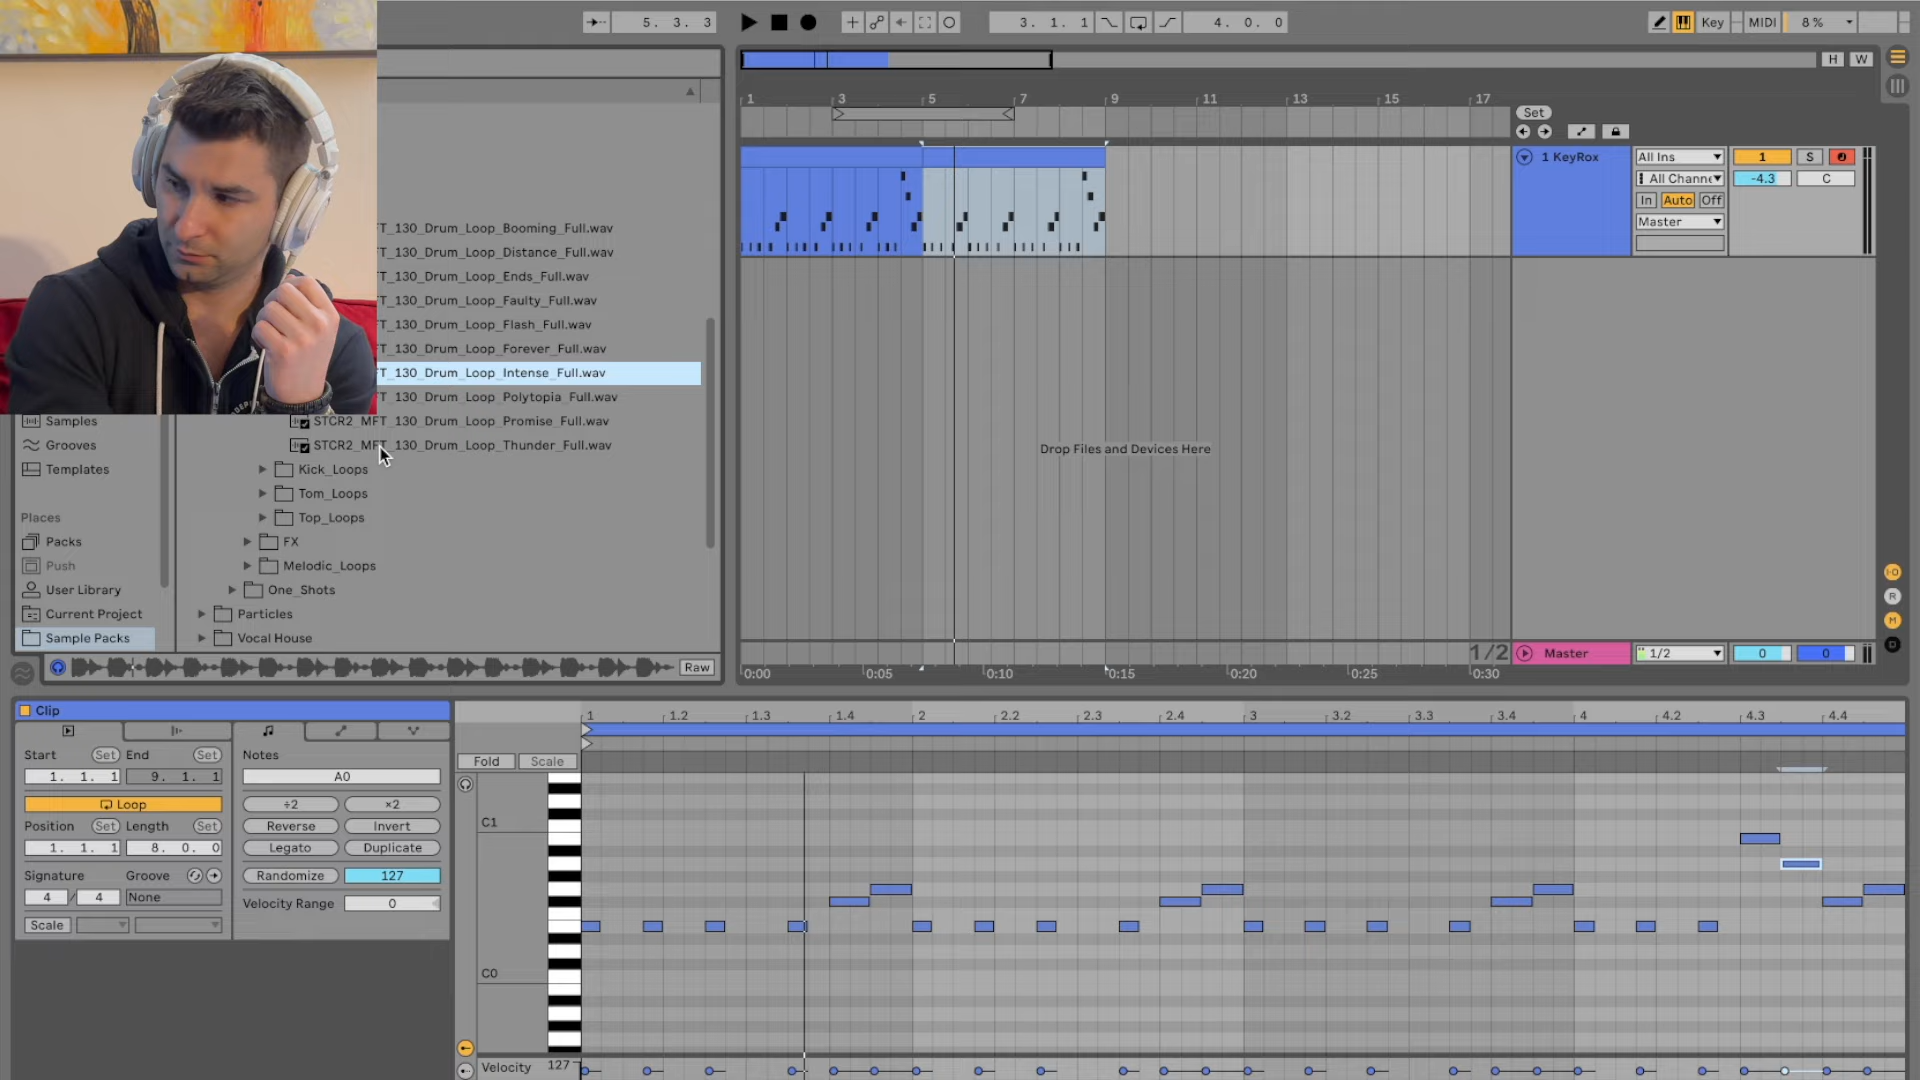 5. 3. 3
3. 1. 1
4. 0. 0
Key
MIDI
8 %
H
W
1
3
5
7
9
11
13
15
17
Set
FT_130_Drum_Loop_Booming_Full.wav
FT_130_Drum_Loop_Distance_Full.wav
FT_130_Drum_Loop_Ends_Full.wav
FT_130_Drum_Loop_Faulty_Full.wav
FT_130_Drum_Loop_Flash_Full.wav
FT_130_Drum_Loop_Forever_Full.wav
FT_130_Drum_Loop_Intense_Full.wav
FT_130_Drum_Loop_Polytopia_Full.wav
STCR2_MFT_130_Drum_Loop_Promise_Full.wav
STCR2_MFT_130_Drum_Loop_Thunder_Full.wav
Kick_Loops
Tom_Loops
Top_Loops
FX
Melodic_Loops
One_Shots
Particles
Vocal House
Samples
Grooves
Templates
Places
Packs
Push
User Library
Current Project
Sample Packs
Raw
1 KeyRox
All Ins
1
S
All Channe
-4.3
C
In
Auto
Off
Master
Drop Files and Devices Here
I·O
R
M
D
1/2
Master
1/2
0
0
0:00
0:05
0:10
0:15
0:20
0:25
0:30
Clip
Start
Set
End
Set
1. 1. 1
9. 1. 1
Loop
Position
Set
Length
Set
1. 1. 1
8. 0. 0
Signature
Groove
4 / 4
None
Scale
Notes
A0
÷2
×2
Reverse
Invert
Legato
Duplicate
Randomize
127
Velocity Range
0
1
1.2
1.3
1.4
2
2.2
2.3
2.4
3
3.2
3.3
3.4
4
4.2
4.3
4.4
Fold
Scale
C1
C0
Velocity
127